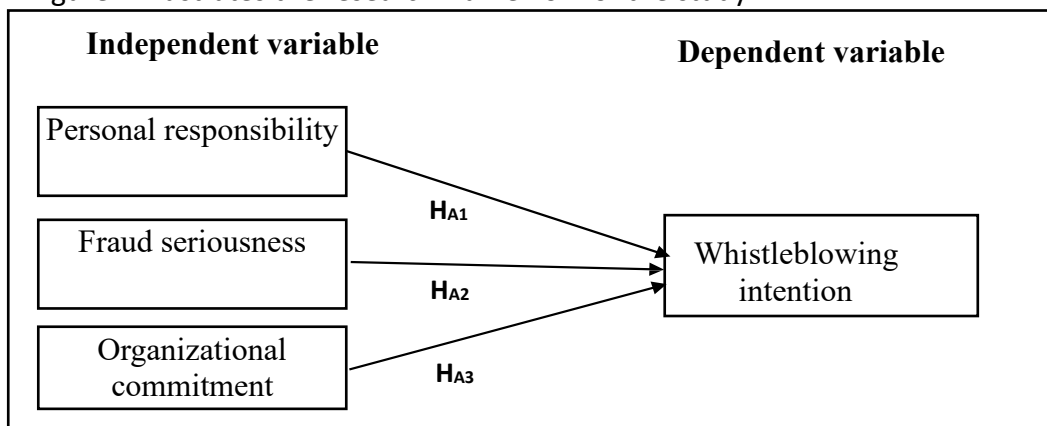 Independent variable
Dependent variable
Personal responsibility
HA1
Fraud seriousness
HA2
Whistleblowing
intention
Organizational
commitment
HA3